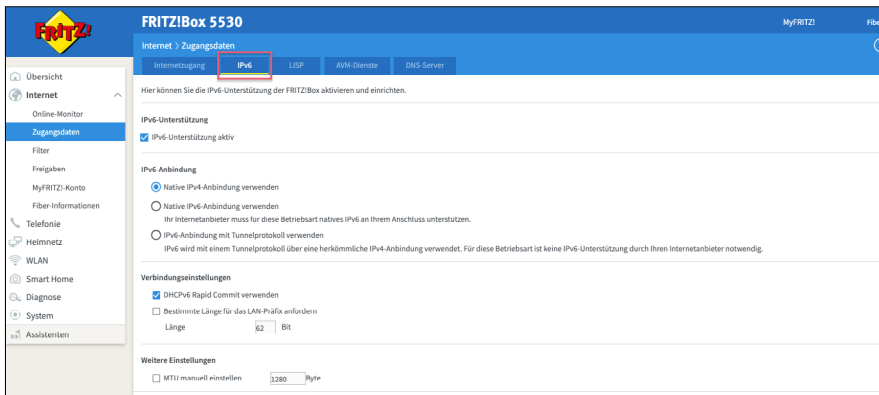 FRITZ!
FRITZ!Box 5530
MyFRITZ!
Fibe
Internet > Zugangsdaten
Internetzugang
IPv6
LISP
AVM-Dienste
DNS-Server
Übersicht
Internet
Online-Monitor
Zugangsdaten
Filter
Freigaben
MyFRITZ!-Konto
Fiber-Informationen
Telefonie
Heimnetz
WLAN
Smart Home
Diagnose
System
Assistenten
Hier können Sie die IPv6-Unterstützung der FRITZ!Box aktivieren und einrichten.
IPv6-Unterstützung
IPv6-Unterstützung aktiv
IPv6-Anbindung
Native IPv4-Anbindung verwenden
Native IPv6-Anbindung verwenden
Ihr Internetanbieter muss für diese Betriebsart natives IPv6 an Ihrem Anschluss unterstützen.
IPv6-Anbindung mit Tunnelprotokoll verwenden
IPv6 wird mit einem Tunnelprotokoll über eine herkömmliche IPv4-Anbindung verwendet. Für diese Betriebsart ist keine IPv6-Unterstützung durch Ihren Internetanbieter notwendig.
Verbindungseinstellungen
DHCPv6 Rapid Commit verwenden
Bestimmte Länge für das LAN-Präfix anfordern
Länge 62 Bit
Weitere Einstellungen
MTU manuell einstellen 1280 Byte